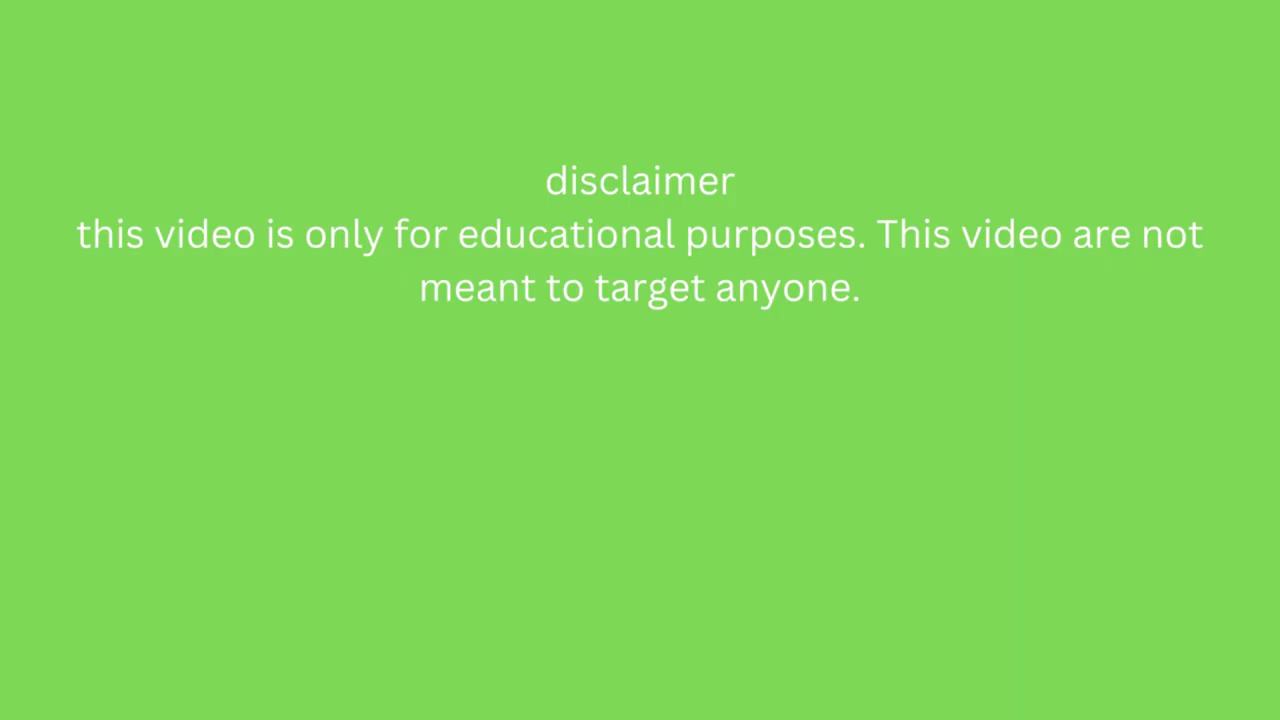 disclaimer
this video is only for educational purposes. This video are not
meant to target anyone.